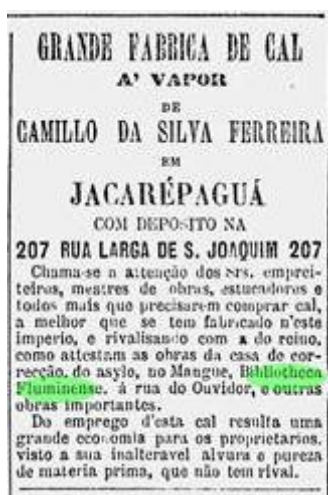 GRANDE FABRICA DE CAL
A' VAPOR
DE
CAMILLO DA SILVA FERREIRA
EM
JACARÉPAGUÁ
COM DEPOSITO NA
207 RUA LARGA DE S. JOAQUIM 207
Chama-se a attenção dos srs. emprei-
teiros, mestres de obras, estucadores e
todos mais que precisarem comprar cal,
a melhor que se tem fabricado n'este
imperio, e rivalisando com a do reino,
como attestam as obras da casa de cor-
recção, do asylo, no Mangue, Bibliotheca
Fluminense, á rua do Ouvidor, e outras
obras importantes.
Do emprego d'esta cal resulta uma
grande economia para os proprietarios,
visto a sua inalteravel alvura e pureza
de materia prima, que não tem rival.